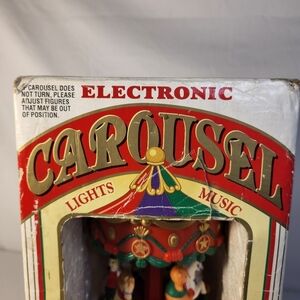 IF CAROUSEL DOES
NOT TURN, PLEASE
ADJUST FIGURES
THAT MAY BE OUT
OF POSITION.
ELECTRONIC
CAROUSEL
LIGHTS
MUSIC